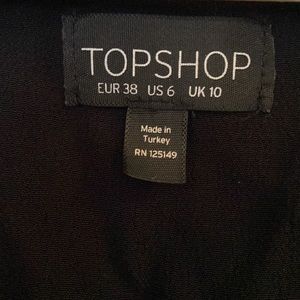 TOPSHOP
EUR 38 US 6 UK 10
Made in
Turkey
RN 125149